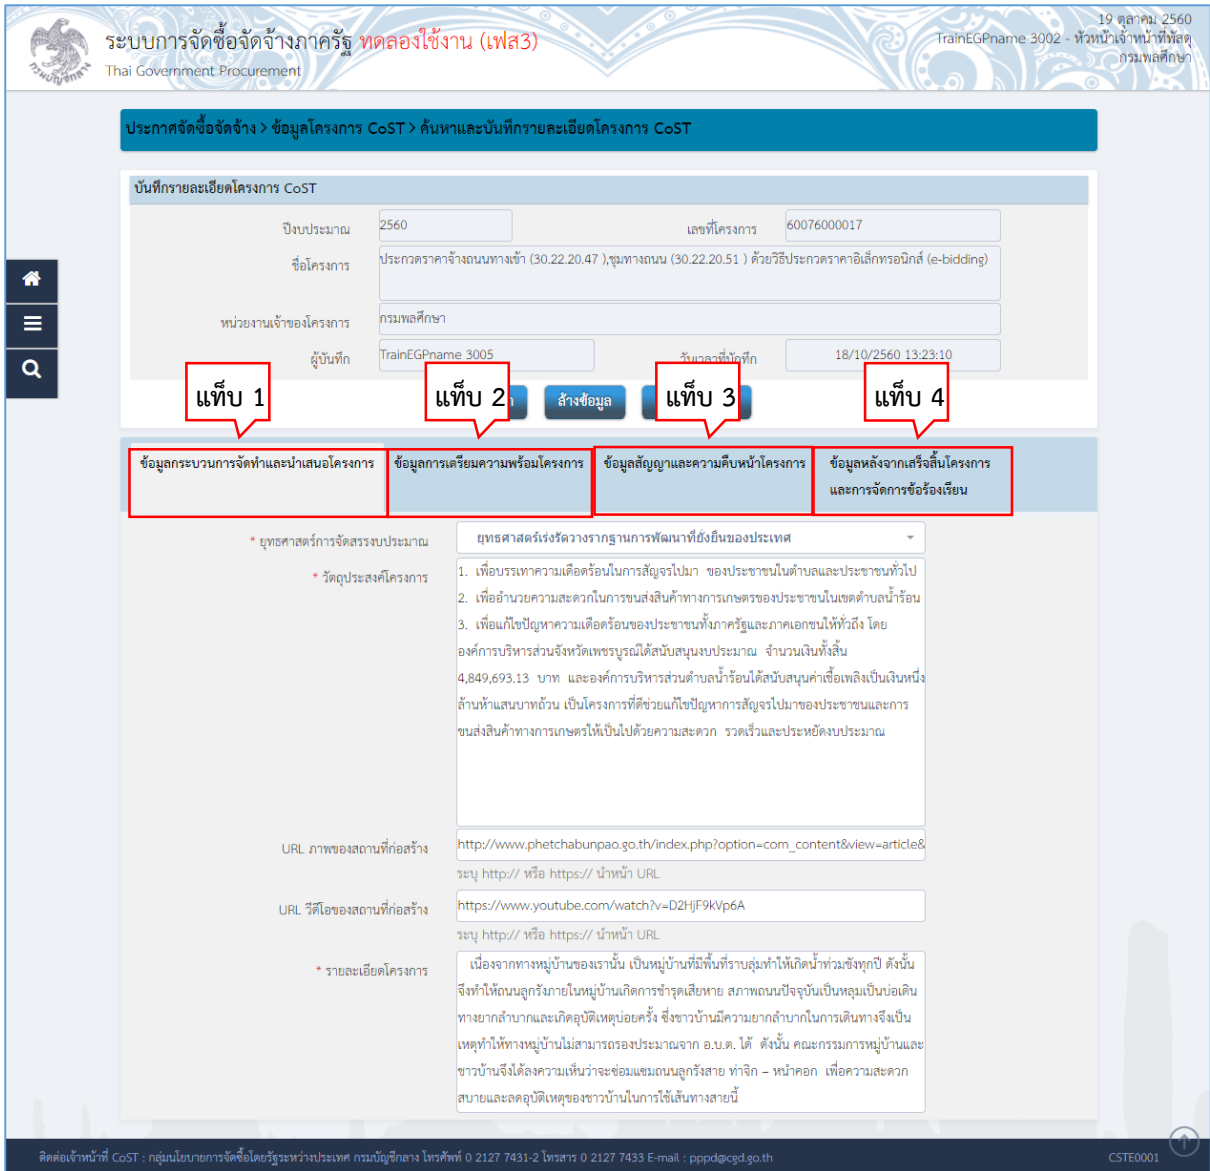 19 ตุลาคม 2560
ระบบการจัดซื้อจัดจ้างภาครัฐ ทดลองใช้งาน (เฟส3)
TrainEGPname 3002 - หัวหน้าเจ้าหน้าที่พัสดุ
กรมพลศึกษา
Thai Government Procurement
กรมบัญชีกลาง
ประกาศจัดซื้อจัดจ้าง > ข้อมูลโครงการ CoST > ค้นหาและบันทึกรายละเอียดโครงการ CoST
บันทึกรายละเอียดโครงการ CoST
ปีงบประมาณ 2560 เลขที่โครงการ 60076000017
ชื่อโครงการ ประกวดราคาจ้างถนนทางเข้า (30.22.20.47 ),ชุมทางถนน (30.22.20.51 ) ด้วยวิธีประกวดราคาอิเล็กทรอนิกส์ (e-bidding)
หน่วยงานเจ้าของโครงการ กรมพลศึกษา
ผู้บันทึก TrainEGPname 3005 วันเวลาที่บักทึก 18/10/2560 13:23:10
แท็บ 1 แท็บ 2 ล้างข้อมูล แท็บ 3 แท็บ 4
ข้อมูลกระบวนการจัดทำและนำเสนอโครงการ ข้อมูลการเตรียมความพร้อมโครงการ ข้อมูลสัญญาและความคืบหน้าโครงการ ข้อมูลหลังจากเสร็จสิ้นโครงการ
และการจัดการข้อร้องเรียน
* ยุทธศาสตร์การจัดสรรงบประมาณ ยุทธศาสตร์เร่งรัดวางรากฐานการพัฒนาที่ยั่งยืนของประเทศ
* วัตถุประสงค์โครงการ 1. เพื่อบรรเทาความเดือดร้อนในการสัญจรไปมา ของประชาชนในตำบลและประชาชนทั่วไป
2. เพื่ออำนวยความสะดวกในการขนส่งสินค้าทางการเกษตรของประชาชนในเขตตำบลน้ำร้อน
3. เพื่อแก้ไขปัญหาความเดือดร้อนของประชาชนทั้งภาครัฐและภาคเอกชนให้ทั่วถึง โดย
องค์การบริหารส่วนจังหวัดเพชรบูรณ์ได้สนับสนุนงบประมาณ จำนวนเงินทั้งสิ้น
4,849,693.13 บาท และองค์การบริหารส่วนตำบลน้ำร้อนได้สนับสนุนค่าเชื้อเพลิงเป็นเงินหนึ่ง
ล้านห้าแสนบาทถ้วน เป็นโครงการที่ดีช่วยแก้ไขปัญหาการสัญจรไปมาของประชาชนและการ
ขนส่งสินค้าทางการเกษตรให้เป็นไปด้วยความสะดวก รวดเร็วและประหยัดงบประมาณ
URL ภาพของสถานที่ก่อสร้าง http://www.phetchabunpao.go.th/index.php?option=com_content&view=article&
ระบุ http:// หรือ https:// นำหน้า URL
URL วีดีโอของสถานที่ก่อสร้าง https://www.youtube.com/watch?v=D2HjF9kVp6A
ระบุ http:// หรือ https:// นำหน้า URL
* รายละเอียดโครงการ เนื่องจากทางหมู่บ้านของเรานั้น เป็นหมู่บ้านที่มีพื้นที่ราบลุ่มทำให้เกิดน้ำท่วมขังทุกปี ดังนั้น
จึงทำให้ถนนลูกรังภายในหมู่บ้านเกิดการชำรุดเสียหาย สภาพถนนปัจจุบันเป็นหลุมเป็นบ่อเดิน
ทางยากลำบากและเกิดอุบัติเหตุบ่อยครั้ง ซึ่งชาวบ้านมีความยากลำบากในการเดินทางจึงเป็น
เหตุทำให้ทางหมู่บ้านไม่สามารถรองประมาณจาก อ.บ.ต. ได้ ดังนั้น คณะกรรมการหมู่บ้านและ
ชาวบ้านจึงได้ลงความเห็นว่าจะซ่อมแซมถนนลูกรังสาย ท่าจิก – หนำคอก เพื่อความสะดวก
สบายและลดอุบัติเหตุของชาวบ้านในการใช้เส้นทางสายนี้
ติดต่อเจ้าหน้าที่ CoST : กลุ่มนโยบายการจัดซื้อโดยรัฐระหว่างประเทศ กรมบัญชีกลาง โทรศัพท์ 0 2127 7431-2 โทรสาร 0 2127 7433 E-mail : pppd@cgd.go.th CSTE0001